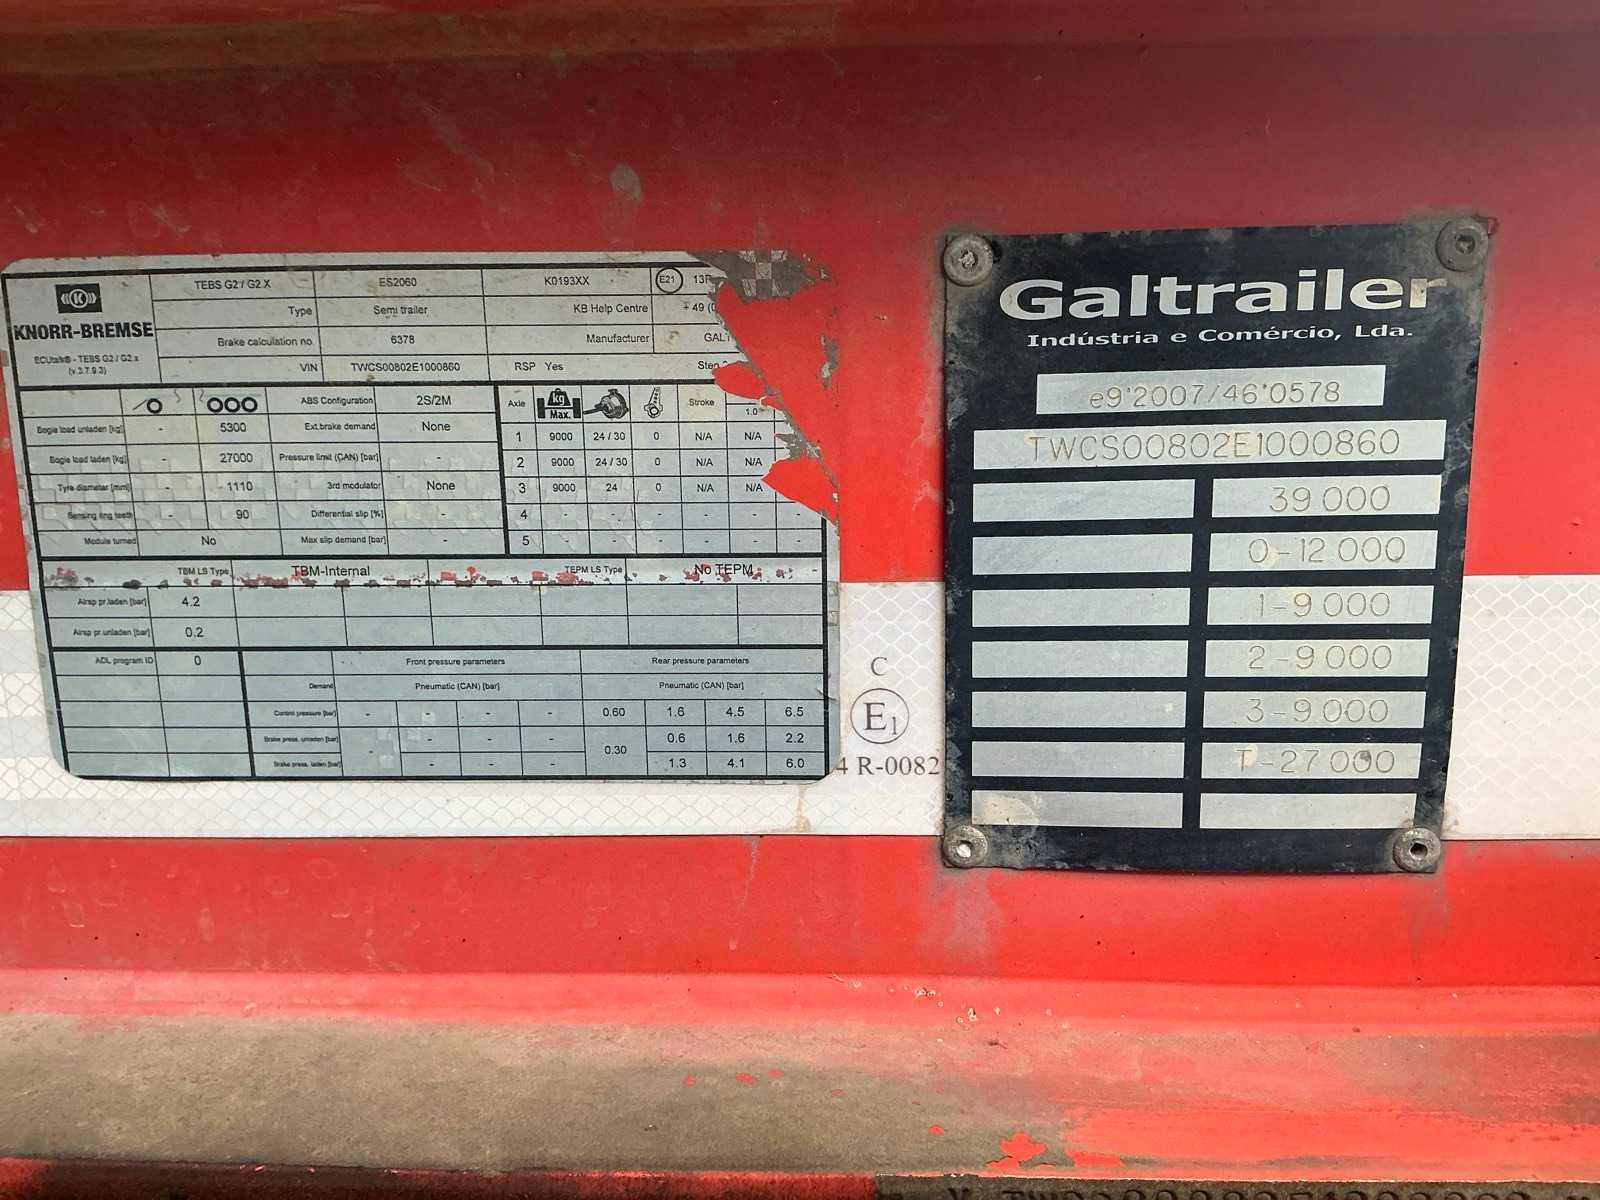 KNORR-BREMSE
ECUtalk® - TEBS G2 / G2.x
(v.3.7.9.3)
TEBS G2 / G2.X ES2060 K0193XX E21 13R
Type Semi trailer KB Help Centre + 49 (0
Brake calculation no. 6378 Manufacturer GALT
VIN TWCS00802E1000860 RSP Yes Step
ABS Configuration 2S/2M
Bogie load unladen [kg] - 5300 Ext.brake demand None
Bogie load laden [kg] - 27000 Pressure limit (CAN) [bar] -
Tyre diameter [mm] - 1110 3rd modulator None
Sensing ring teeth - 90 Differential slip [%] -
Module turned No Max slip demand [bar] -
Axle kg Max. Stroke 1.0
1 9000 24 / 30 0 N/A N/A
2 9000 24 / 30 0 N/A N/A
3 9000 24 0 N/A N/A
4 - - - - - -
5 - - - - - -
TBM LS Type TBM-Internal TEPM LS Type No TEPM -
Airsp pr.laden [bar] 4.2
Airsp pr.unladen [bar] 0.2
ADL program ID 0 Front pressure parameters Rear pressure parameters
Demand Pneumatic (CAN) [bar] Pneumatic (CAN) [bar]
Control pressure [bar] - - - - 0.60 1.6 4.5 6.5
Brake press. unladen [bar] - - - - 0.30 0.6 1.6 2.2
Brake press. laden [bar] - - - 1.3 4.1 6.0
C
E1
4 R-0082
Galtrailer
Indústria e Comércio, Lda.
e9*2007/46*0578
TWCS00802E1000860
39 000
0-12 000
1-9 000
2-9 000
3-9 000
T-27 000